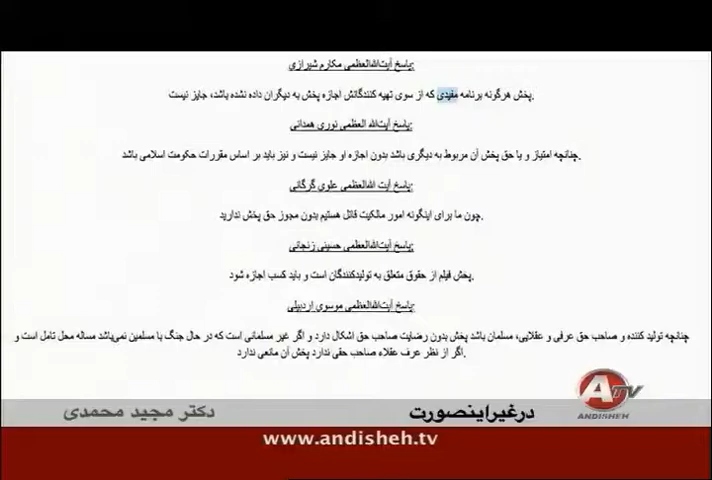 پاسخ آیت‌الله‌العظمی مکارم شیرازی:
پخش هرگونه برنامه مفیدی که از سوی تهیه کنندگانش اجازه پخش به دیگران داده نشده باشد، جایز نیست.
پاسخ آیت‌الله العظمی نوری همدانی:
چنانچه امتیاز و یا حق پخش آن مربوط به دیگری باشد بدون اجازه او جایز نیست و نیز باید بر اساس مقررات حکومت اسلامی باشد.
پاسخ آیت الله‌العظمی علوی گرگانی:
چون ما برای اینگونه امور مالکیت قائل هستیم بدون مجوز حق پخش ندارید.
پاسخ آیت‌الله‌العظمی حسینی زنجانی:
پخش فیلم از حقوق متعلق به تولیدکنندگان است و باید کسب اجازه شود.
پاسخ آیت‌الله‌العظمی موسوی اردبیلی:
چنانچه تولید کننده و صاحب حق عرفی و عقلایی، مسلمان باشد پخش بدون رضایت صاحب حق اشکال دارد و اگر غیر مسلمانی است که در حال جنگ با مسلمین نمی‌باشد مساله محل تامل است و
اگر از نظر عرف عقلاء صاحب حقی ندارد پخش آن مانعی ندارد.
ATV
ANDISHEH
درغیراینصورت
دکتر مجید محمدی
www.andisheh.tv